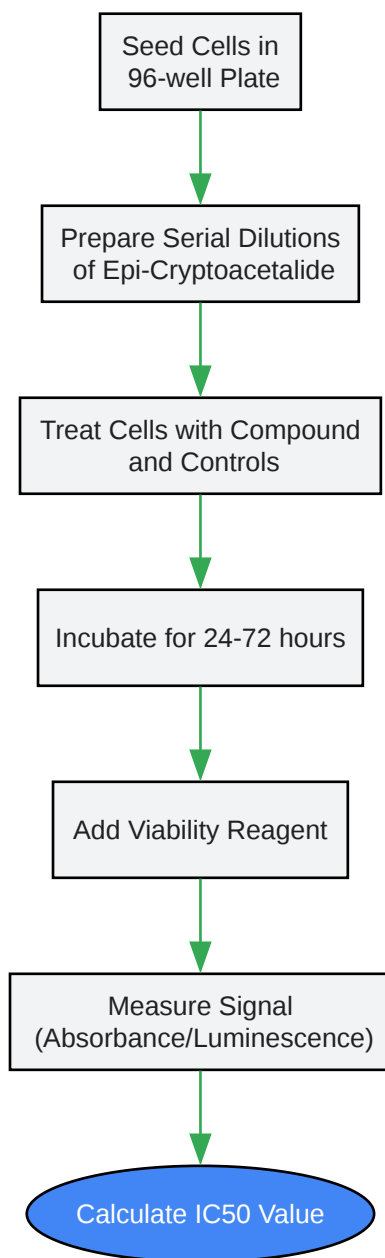 Seed Cells in
96-well Plate
Prepare Serial Dilutions
of Epi-Cryptoacetalide
Treat Cells with Compound
and Controls
Incubate for 24-72 hours
Add Viability Reagent
Measure Signal
(Absorbance/Luminescence)
Calculate IC50 Value